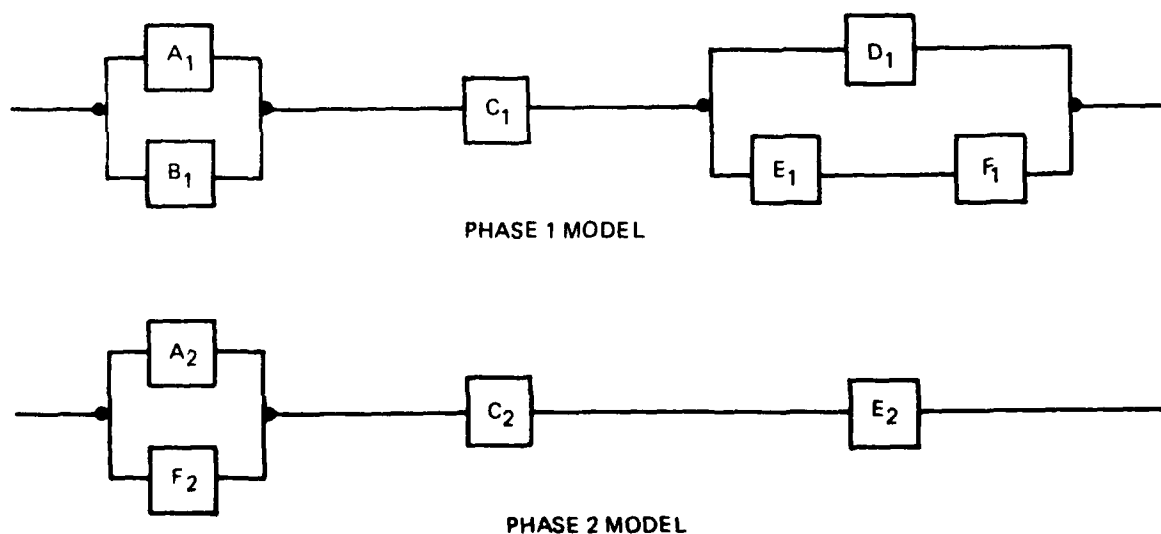 A₁
D₁
C₁
B₁
E₁
F₁
PHASE 1 MODEL
A₂
C₂
E₂
F₂
PHASE 2 MODEL